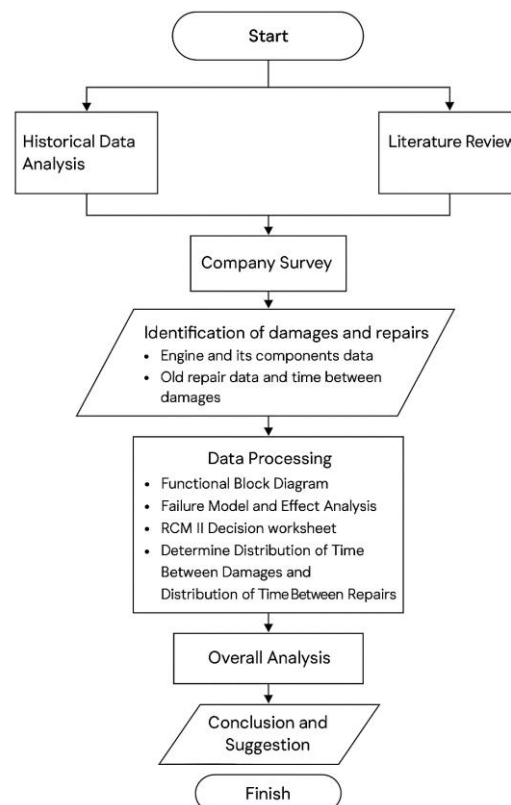 Start
Historical Data
Analysis
Literature Review
Company Survey
Identification of damages and repairs
• Engine and its components data
• Old repair data and time between
damages
Data Processing
• Functional Block Diagram
• Failure Model and Effect Analysis
• RCM II Decision worksheet
• Determine Distribution of Time
Between Damages and
Distribution of Time Between Repairs
Overall Analysis
Conclusion and
Suggestion
Finish